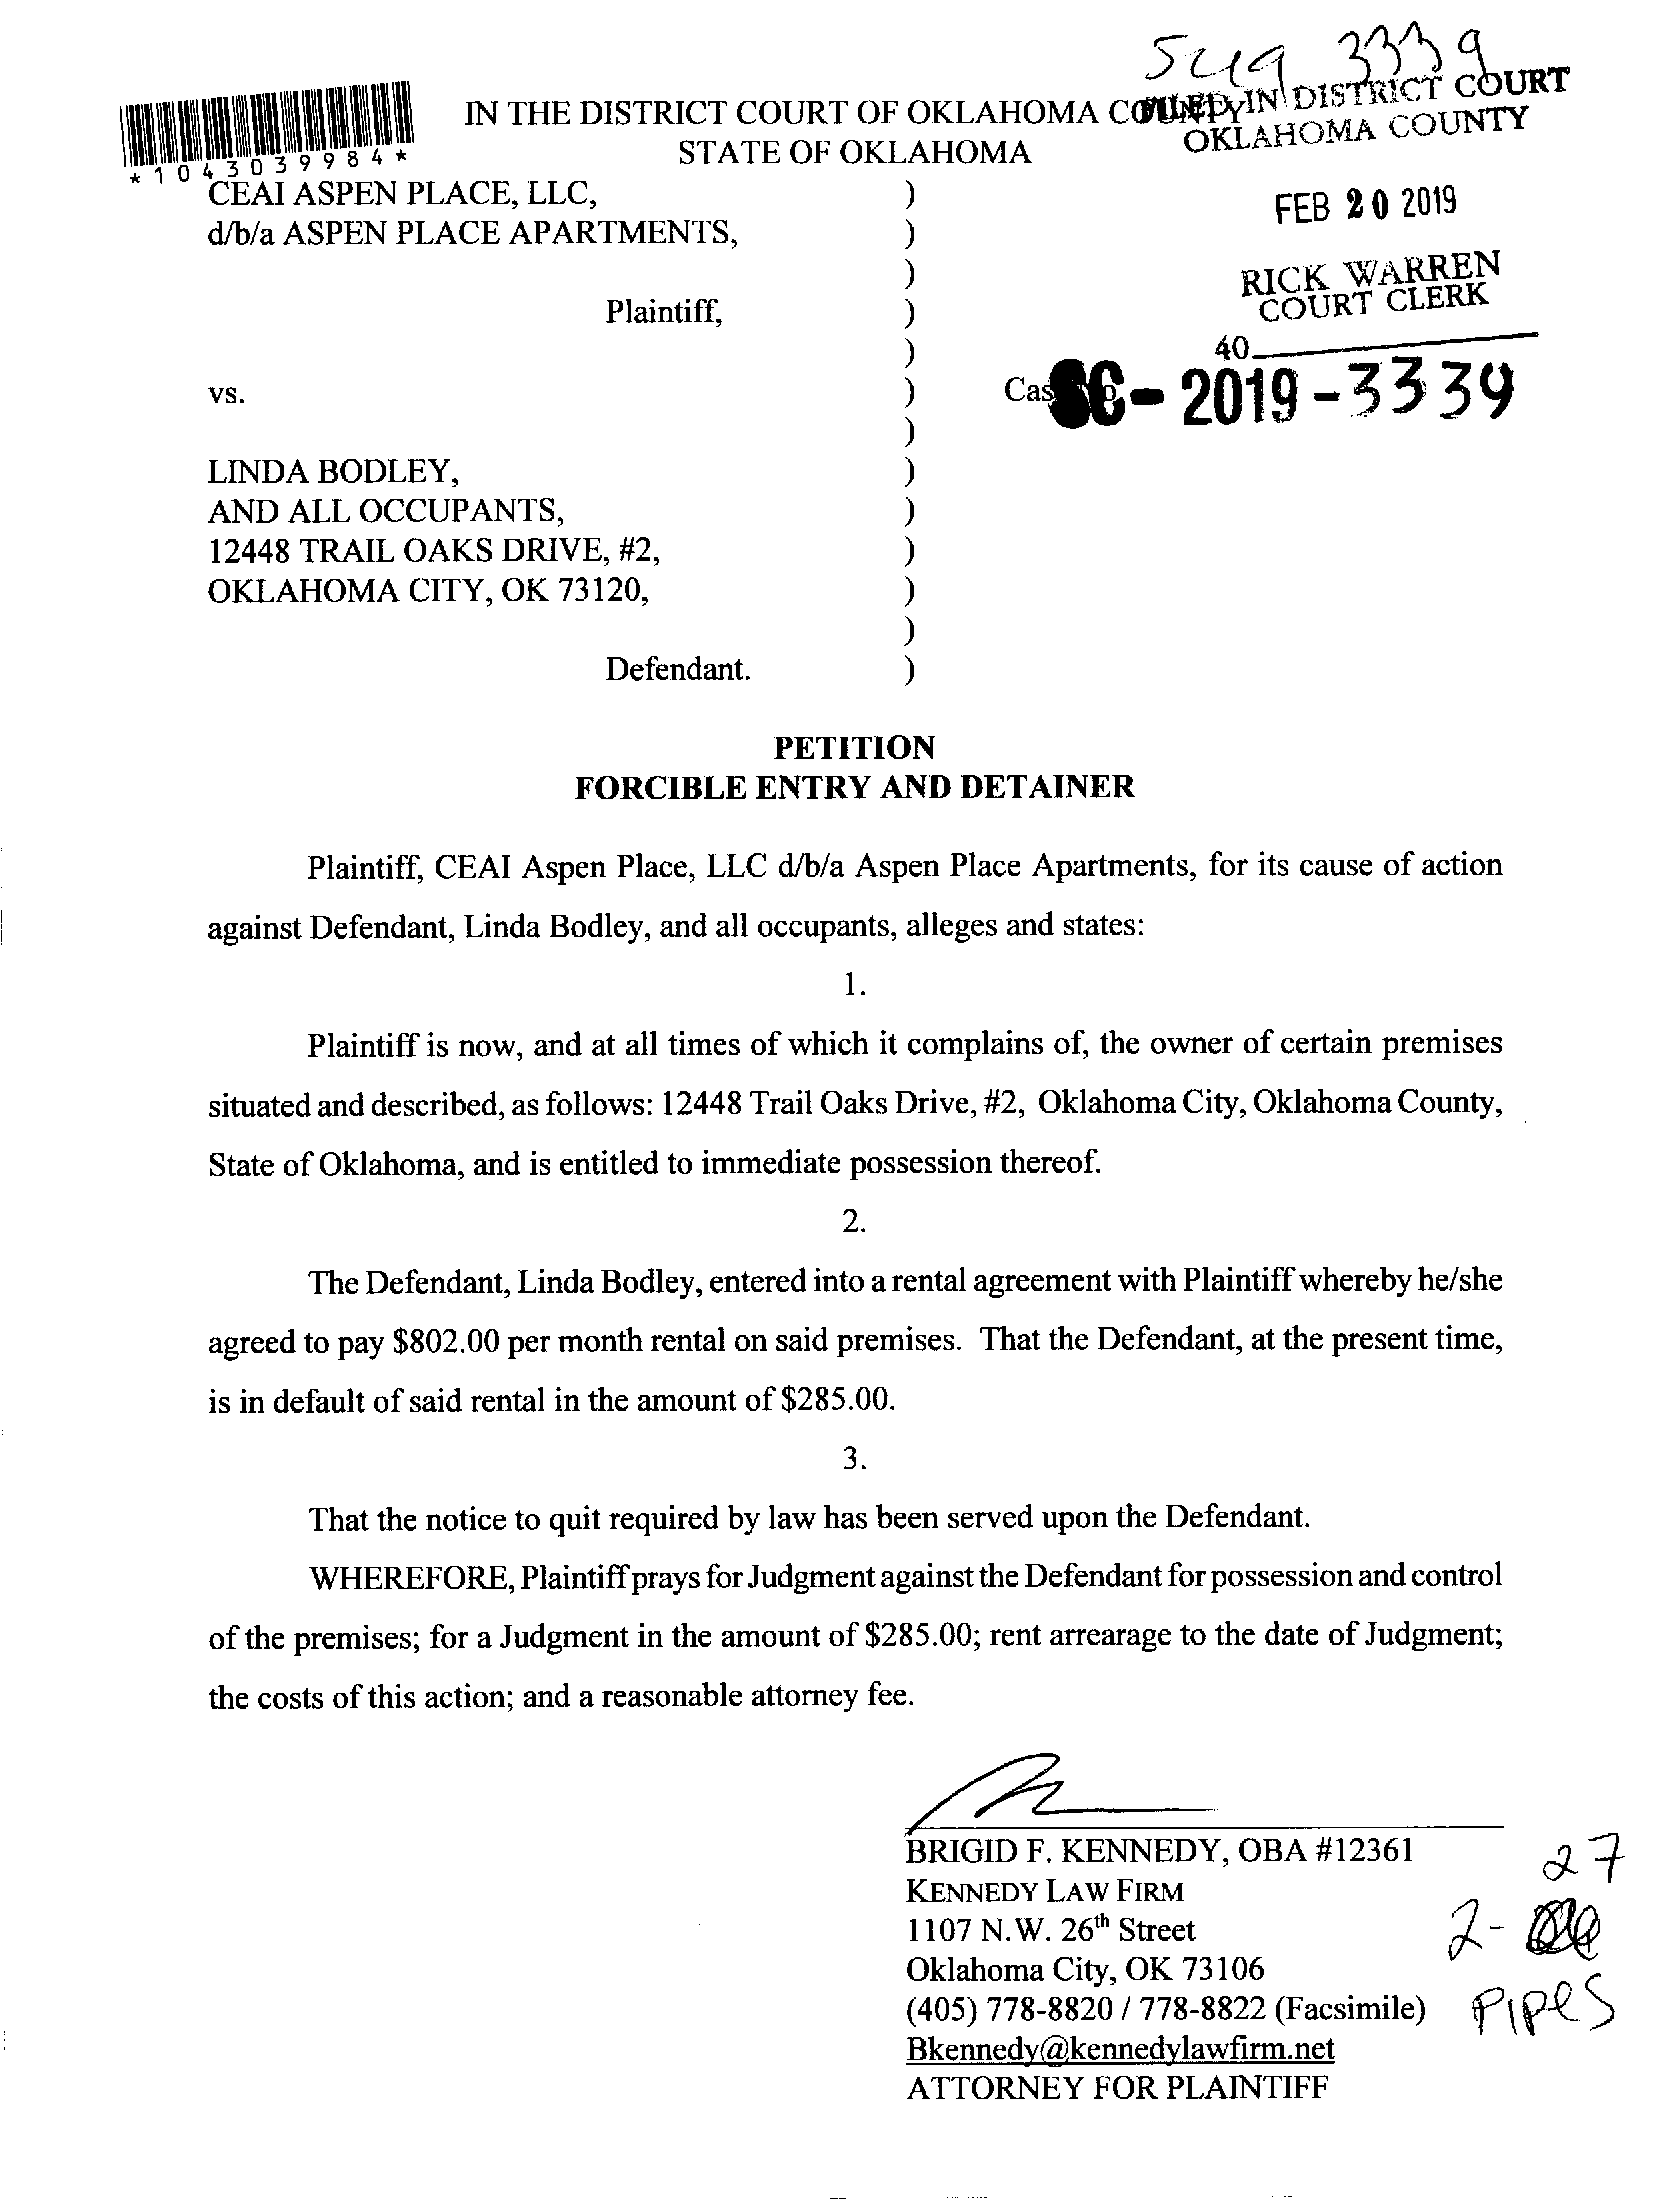 3339
IN THE DISTRICT COURT OF OKLAHOMA COUNTY
STATE OF OKLAHOMA
FILED IN DISTRICT COURT
OKLAHOMA COUNTY
*1043039984*
FEB 20 2019
RICK WARREN
COURT CLERK
40
CEAI ASPEN PLACE, LLC, )
d/b/a ASPEN PLACE APARTMENTS, )
)
Plaintiff, )
)
vs. ) Case No. SC-2019-3339
)
LINDA BODLEY, )
AND ALL OCCUPANTS, )
12448 TRAIL OAKS DRIVE, #2, )
OKLAHOMA CITY, OK 73120, )
)
Defendant. )
PETITION
FORCIBLE ENTRY AND DETAINER
Plaintiff, CEAI Aspen Place, LLC d/b/a Aspen Place Apartments, for its cause of action
against Defendant, Linda Bodley, and all occupants, alleges and states:
1.
Plaintiff is now, and at all times of which it complains of, the owner of certain premises
situated and described, as follows: 12448 Trail Oaks Drive, #2, Oklahoma City, Oklahoma County,
State of Oklahoma, and is entitled to immediate possession thereof.
2.
The Defendant, Linda Bodley, entered into a rental agreement with Plaintiff whereby he/she
agreed to pay $802.00 per month rental on said premises. That the Defendant, at the present time,
is in default of said rental in the amount of $285.00.
3.
That the notice to quit required by law has been served upon the Defendant.
WHEREFORE, Plaintiff prays for Judgment against the Defendant for possession and control
of the premises; for a Judgment in the amount of $285.00; rent arrearage to the date of Judgment;
the costs of this action; and a reasonable attorney fee.
BRIGID F. KENNEDY, OBA #12361
KENNEDY LAW FIRM
1107 N.W. 26th Street
Oklahoma City, OK 73106
(405) 778-8820 / 778-8822 (Facsimile)
Bkennedy@kennedylawfirm.net
ATTORNEY FOR PLAINTIFF
27
2-
PIPES